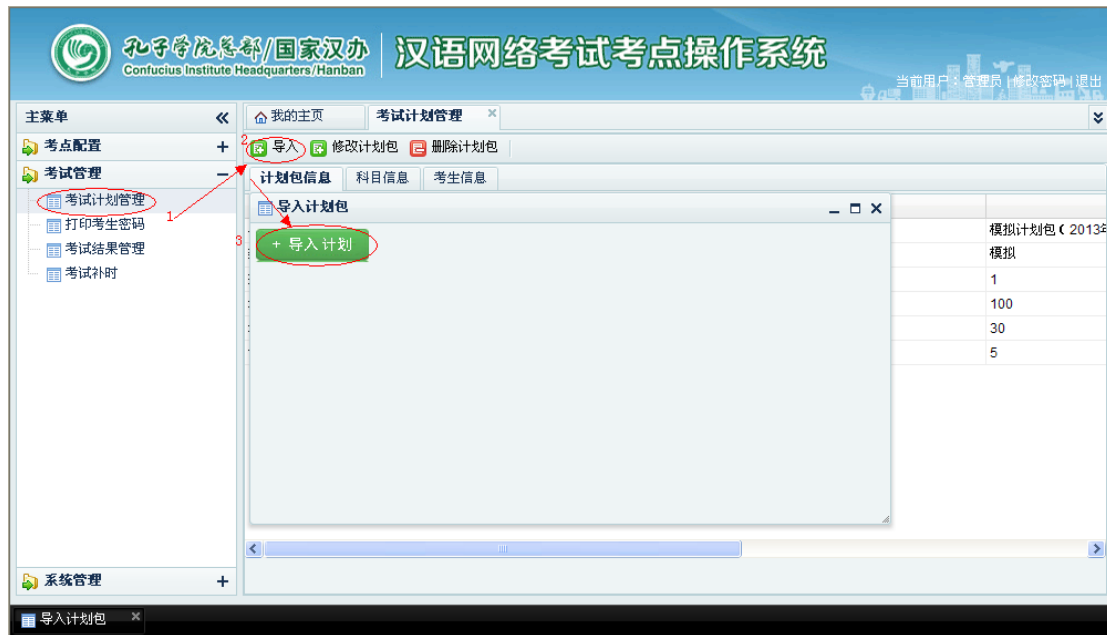 孔子学院总部/国家汉办
Confucius Institute Headquarters/Hanban
汉语网络考试考点操作系统
当前用户：管理员 | 修改密码 | 退出
主菜单
我的主页
考试计划管理
考点配置
2
导入
修改计划包
删除计划包
考试管理
计划包信息
科目信息
考生信息
考试计划管理
1
导入计划包
打印考生密码
模拟计划包 ( 2013年
3
+ 导入计划
考试结果管理
模拟
考试补时
1
100
30
5
系统管理
导入计划包